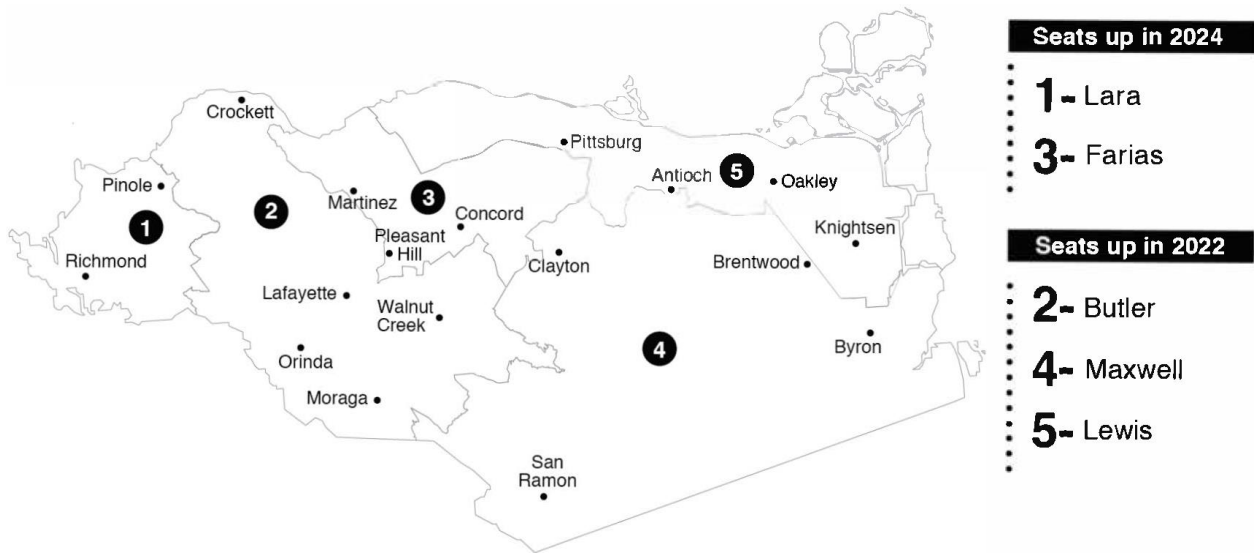 Crockett
Pittsburg
Pinole
Martinez
Antioch
Oakley
Concord
Pleasant
Hill
Knightsen
Richmond
Clayton
Brentwood
Lafayette
Walnut
Creek
Orinda
Byron
Moraga
San
Ramon
1
2
3
4
5
Seats up in 2024
1- Lara
3- Farias
Seats up in 2022
2- Butler
4- Maxwell
5- Lewis